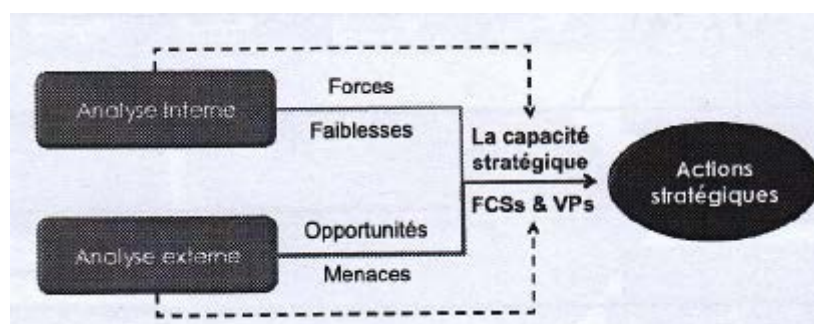 Analyse Interne
Forces
Faiblesses
La capacité
stratégique
FCSs & VPs
Actions
stratégiques
Analyse externe
Opportunités
Menaces